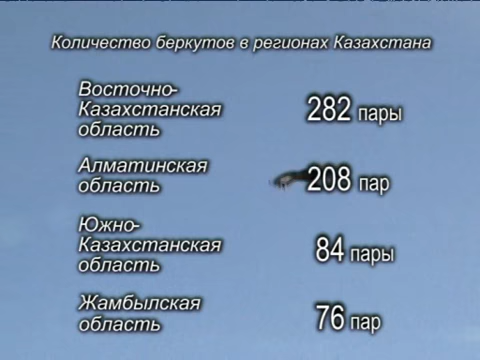 Количество беркутов в регионах Казахстана
Восточно-
Казахстанская
область
282 пары
Алматинская
область
208 пар
Южно-
Казахстанская
область
84 пары
Жамбылская
область
76 пар